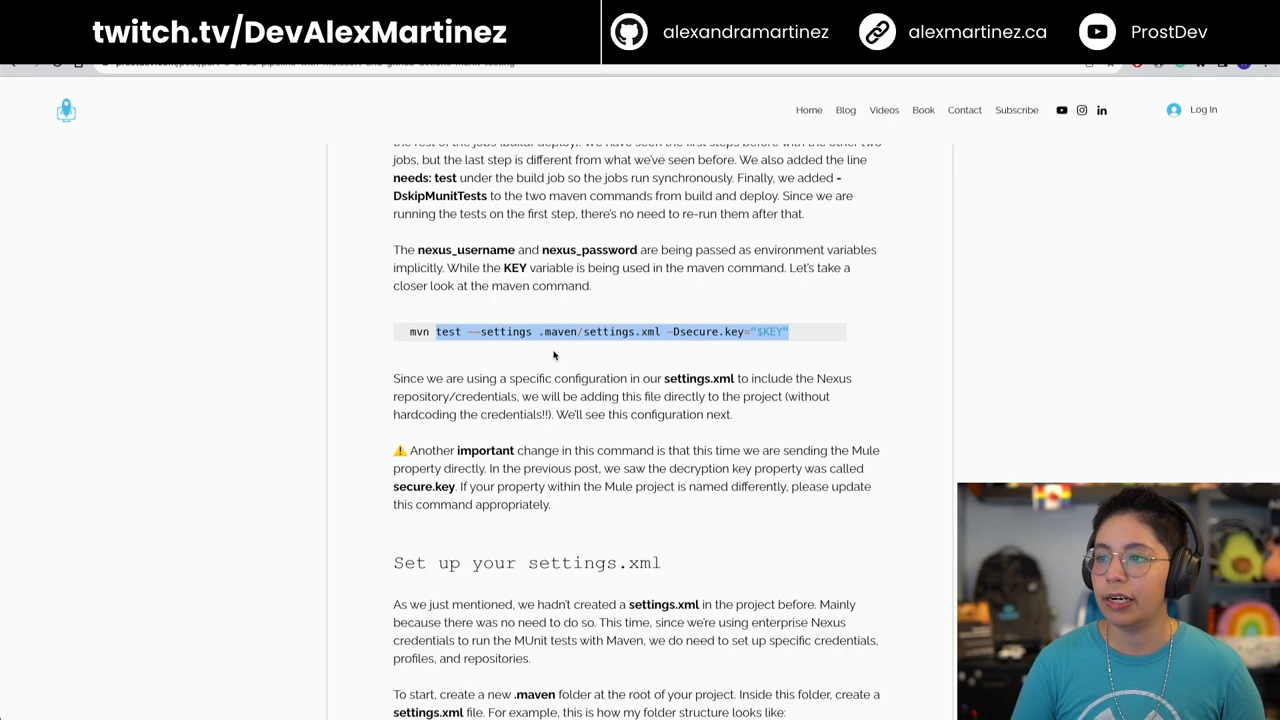 twitch.tv/DevAlexMartinez
alexandramartinez
alexmartinez.ca
ProstDev
Home
Blog
Videos
Book
Contact
Subscribe
Log In
jobs, but the last step is different from what we've seen before. We also added the line
needs: test under the build job so the jobs run synchronously. Finally, we added -
DskipMunitTests to the two maven commands from build and deploy. Since we are
running the tests on the first step, there's no need to re-run them after that.
The nexus_username and nexus_password are being passed as environment variables
implicitly. While the KEY variable is being used in the maven command. Let's take a
closer look at the maven command.
mvn test --settings .maven/settings.xml -Dsecure.key="$KEY"
Since we are using a specific configuration in our settings.xml to include the Nexus
repository/credentials, we will be adding this file directly to the project (without
hardcoding the credentials!!). We'll see this configuration next.
⚠️ Another important change in this command is that this time we are sending the Mule
property directly. In the previous post, we saw the decryption key property was called
secure.key. If your property within the Mule project is named differently, please update
this command appropriately.
Set up your settings.xml
As we just mentioned, we hadn't created a settings.xml in the project before. Mainly
because there was no need to do so. This time, since we're using enterprise Nexus
credentials to run the MUnit tests with Maven, we do need to set up specific credentials,
profiles, and repositories.
To start, create a new .maven folder at the root of your project. Inside this folder, create a
settings.xml file. For example, this is how my folder structure looks like: